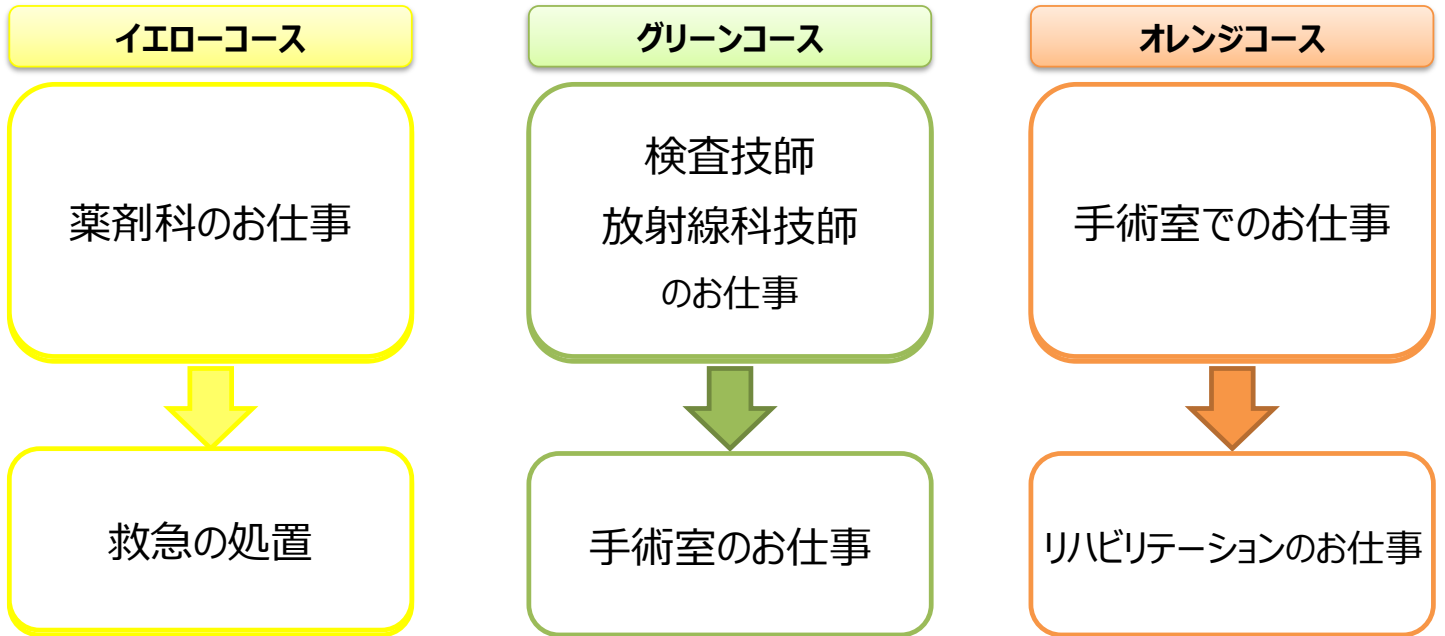 イエローコース
グリーンコース
オレンジコース
薬剤科のお仕事
検査技師
放射線科技師
のお仕事
手術室でのお仕事
救急の処置
手術室のお仕事
リハビリテーションのお仕事